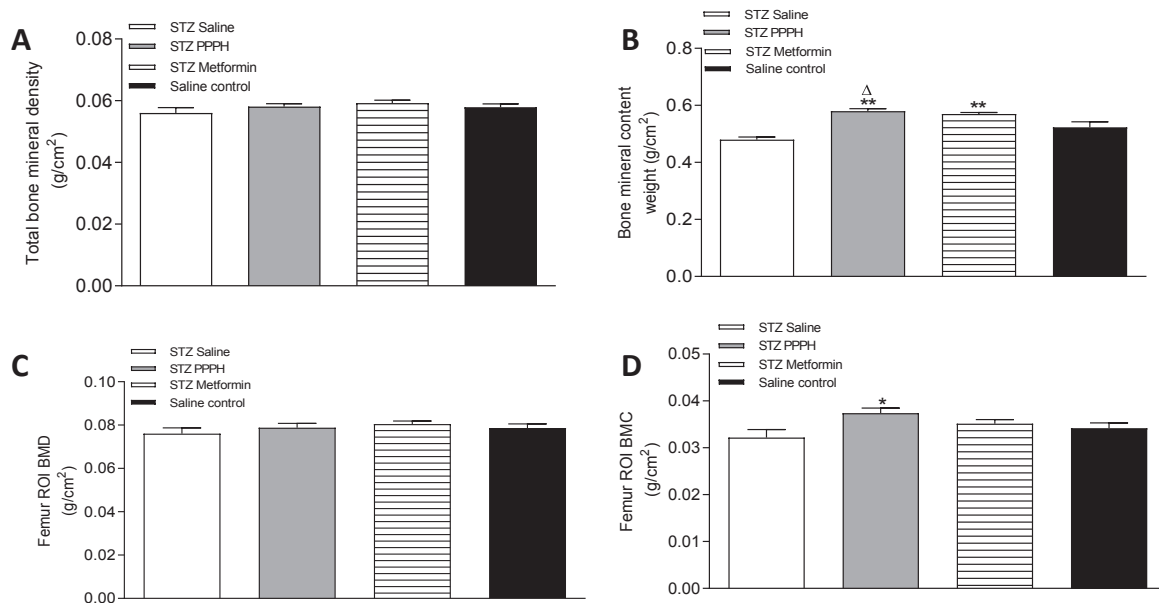 A
STZ Saline
STZ PPPH
STZ Metformin
Saline control
Total bone mineral density
(g/cm²)
0.08
0.06
0.04
0.02
0.00
B
STZ Saline
STZ PPPH
STZ Metformin
Saline control
Bone mineral content
weight (g/cm²)
0.8
0.6
0.4
0.2
0.0
Δ
**
**
C
STZ Saline
STZ PPPH
STZ Metformin
Saline control
Femur ROI BMD
(g/cm²)
0.10
0.08
0.06
0.04
0.02
0.00
D
STZ Saline
STZ PPPH
STZ Metformin
Saline control
Femur ROI BMC
(g/cm²)
0.05
0.04
0.03
0.02
0.01
0.00
*